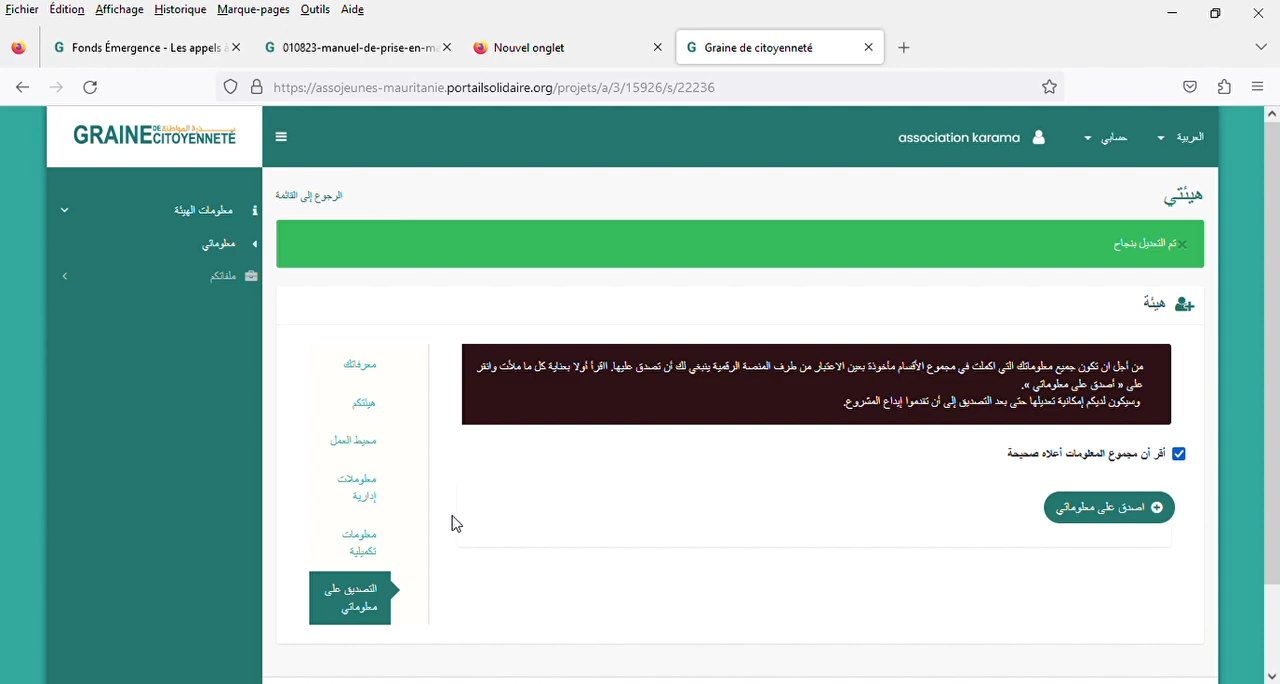 Fichier Édition Affichage Historique Marque-pages Outils Aide
Fonds Émergence - Les appels à
010823-manuel-de-prise-en-ma
Nouvel onglet
Graine de citoyenneté
https://assojeunes-mauritanie.portailsolidaire.org/projets/a/3/15926/s/22236
GRAINE DE CITOYENNETÉ
بذرة المواطنة
association karama
حسابي
العربية
معلومات الهيئة
معلوماتي
ملفاتكم
هيئتي
الرجوع إلى القائمة
تم التعديل بنجاح
هيئة
معرفاتك
هيئتكم
محيط العمل
معلوملات
إدارية
معلومات
تكميلية
التصديق على
معلوماتي
من أجل ان تكون جميع معلوماتك التي اكملت في مجموع الأقسام مأخوذة بعين الاعتبار من طرف المنصة الرقمية ينبغي لك أن تصدق عليها. اقرأ أولا بعناية كل ما ملأت وانقر
على « أصدق على معلوماتي ».
وسيكون لديكم إمكانية تعديلها حتى بعد التصديق إلى أن تقدموا إيداع المشروع.
أقر أن مجموع المعلومات أعلاه صحيحة
اصدق على معلوماتي